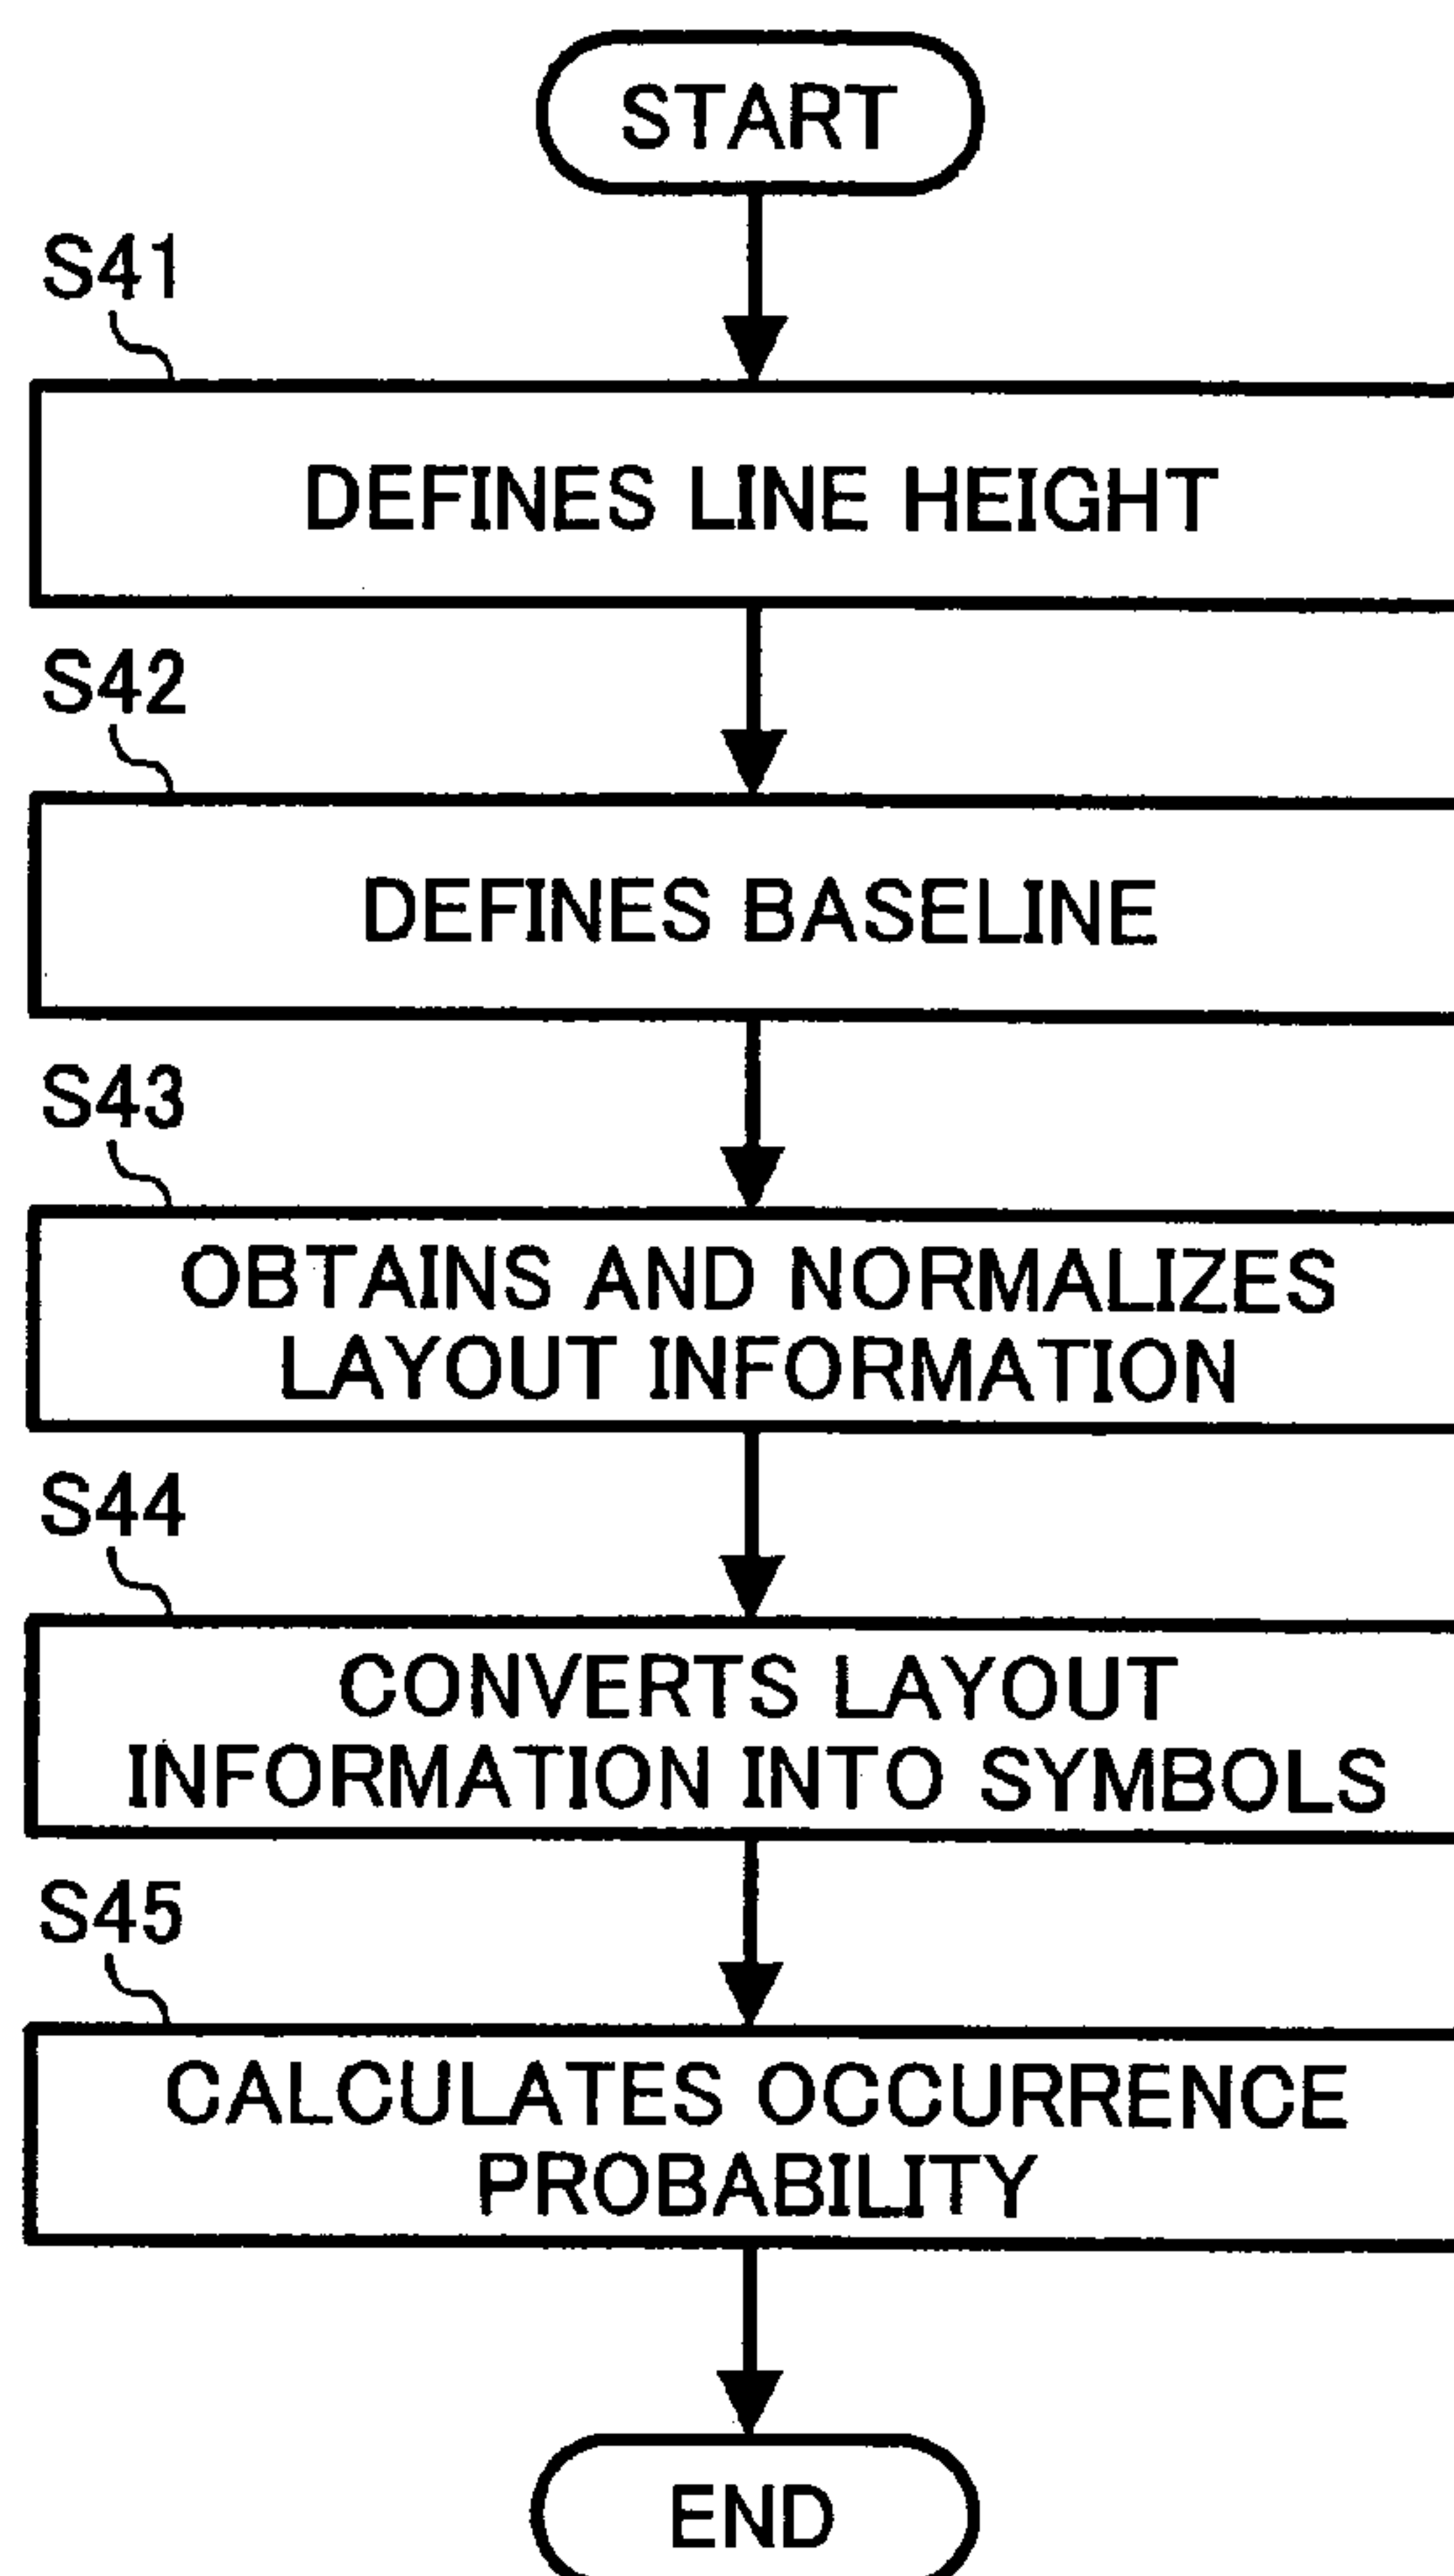 START
S41
DEFINES LINE HEIGHT
S42
DEFINES BASELINE
S43
OBTAINS AND NORMALIZES
LAYOUT INFORMATION
S44
CONVERTS LAYOUT
INFORMATION INTO SYMBOLS
S45
CALCULATES OCCURRENCE
PROBABILITY
END